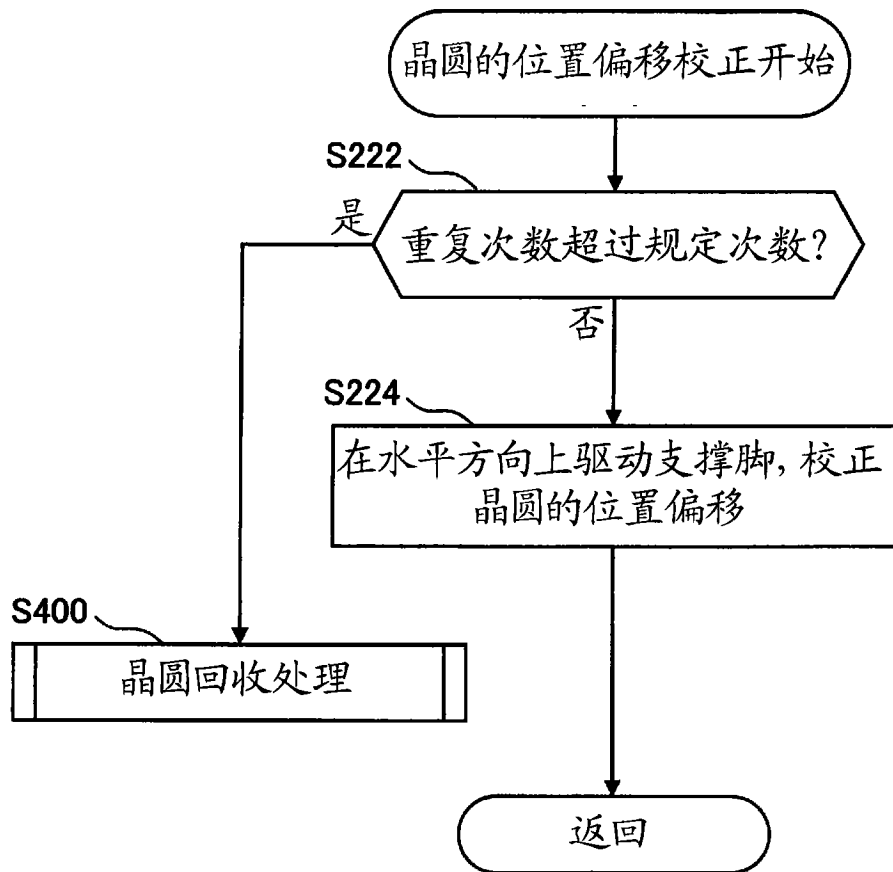 晶圆的位置偏移校正开始
S222
是
重复次数超过规定次数?
否
S224
在水平方向上驱动支撑脚, 校正
晶圆的位置偏移
S400
晶圆回收处理
返回